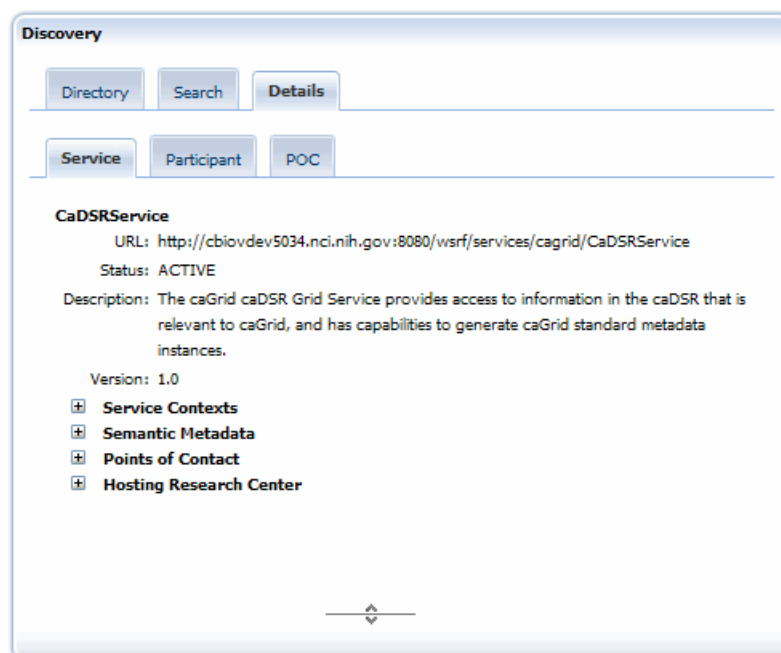 Discovery
Directory Search Details
Service Participant POC
CaDSRService
URL: http://cbiovdev5034.nci.nih.gov:8080/wsrf/services/cagrid/CaDSRService
Status: ACTIVE
Description: The caGrid caDSR Grid Service provides access to information in the caDSR that is
relevant to caGrid, and has capabilities to generate caGrid standard metadata
instances.
Version: 1.0
Service Contexts
Semantic Metadata
Points of Contact
Hosting Research Center